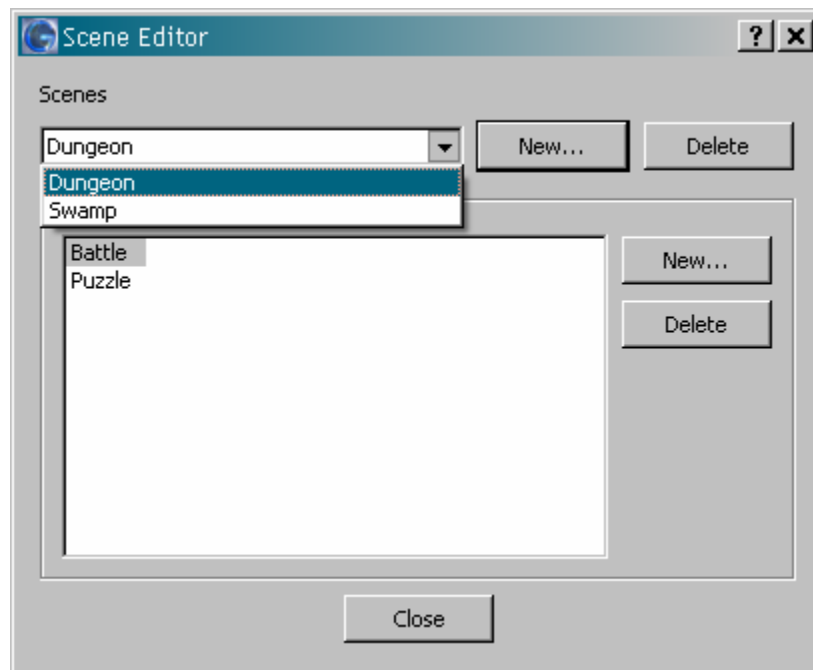 Scene Editor
Scenes
Dungeon
New...
Delete
Dungeon
Swamp
Battle
Puzzle
New...
Delete
Close